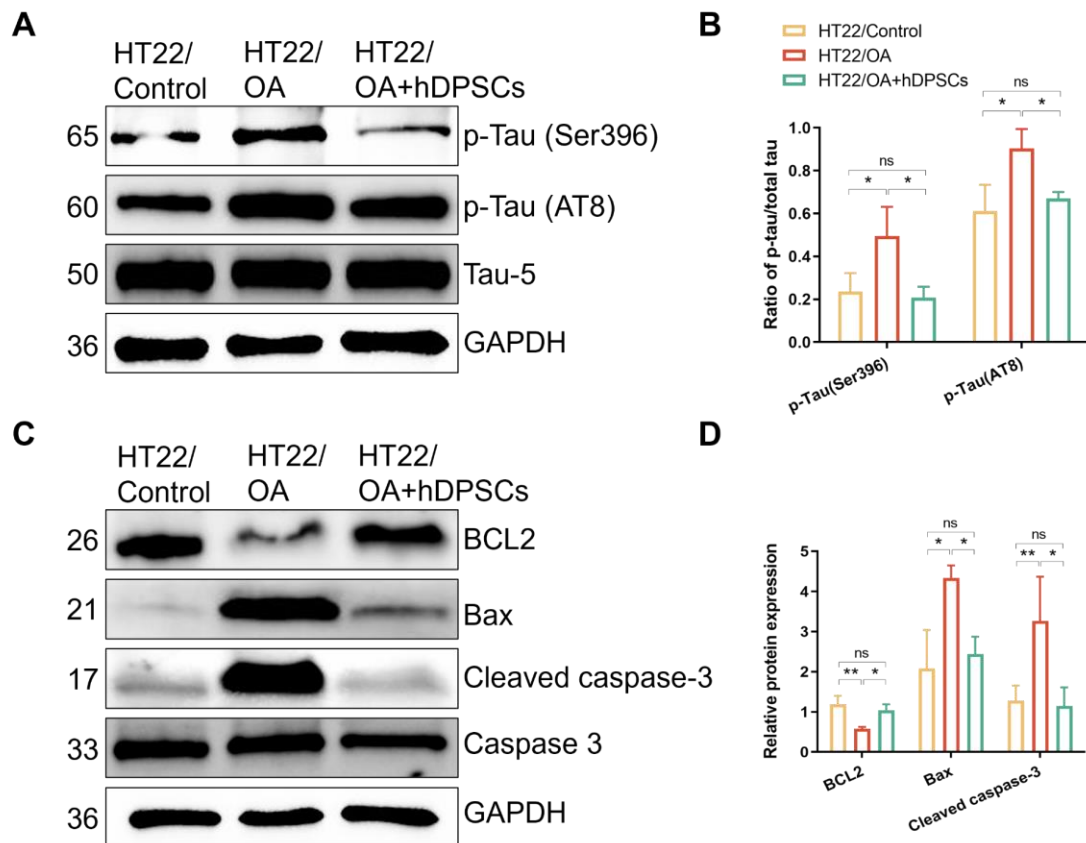 A
HT22/ HT22/ HT22/
Control OA OA+hDPSCs
65 p-Tau (Ser396)
60 p-Tau (AT8)
50 Tau-5
36 GAPDH
B
HT22/Control
HT22/OA
HT22/OA+hDPSCs
ns
* *
ns
* *
Ratio of p-tau/total tau
1.0
0.8
0.6
0.4
0.2
0.0
p-Tau(Ser396) p-Tau(AT8)
C
HT22/ HT22/ HT22/
Control OA OA+hDPSCs
26 BCL2
21 Bax
17 Cleaved caspase-3
33 Caspase 3
36 GAPDH
D
ns
* *
ns
** *
ns
** *
Relative protein expression
5
4
3
2
1
0
BCL2 Bax Cleaved caspase-3